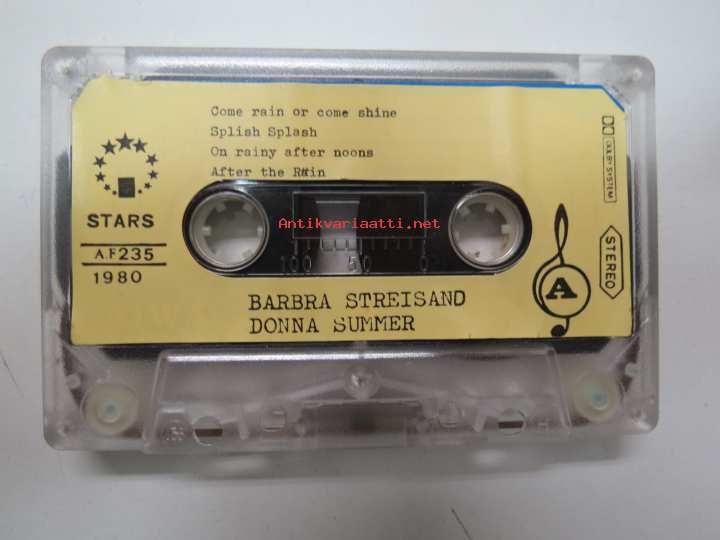 Come rain or come shine
Splish Splash
On rainy after noons
After the Rain
STARS
A.F235
1980
DOLBY SYSTEM
STEREO
A
Antikvariaatti.net
100 50 0
BARBRA STREISAND
DONNA SUMMER